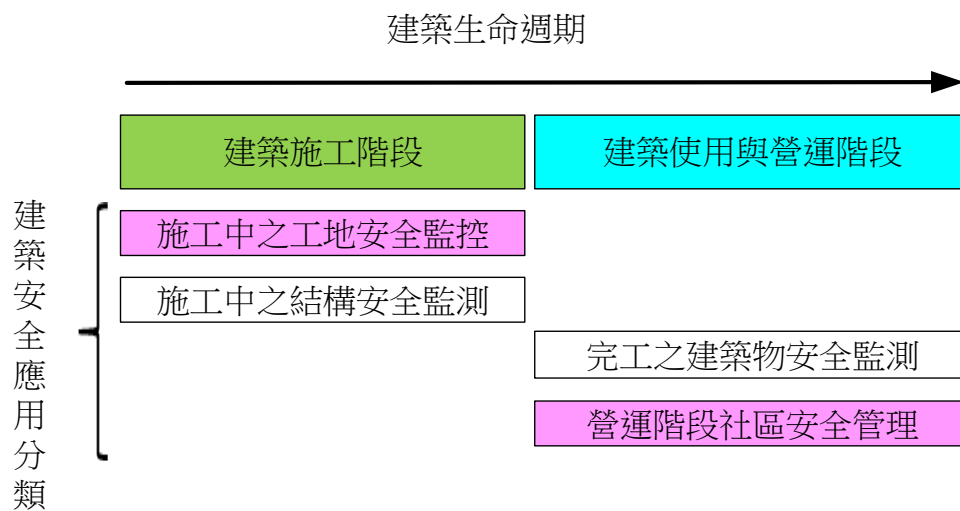 建築生命週期
建築施工階段
建築使用與營運階段
建築安全應用分類
施工中之工地安全監控
施工中之結構安全監測
完工之建築物安全監測
營運階段社區安全管理